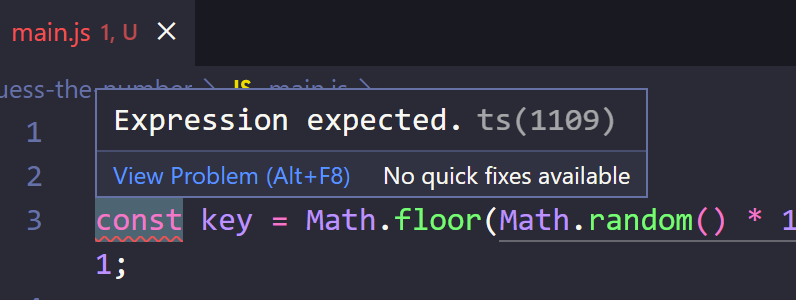 main.js 1, U ×
uess-the-number > JS main.js >
1
Expression expected. ts(1109)
2
View Problem (Alt+F8) No quick fixes available
3 const key = Math.floor(Math.random() * 1
1;